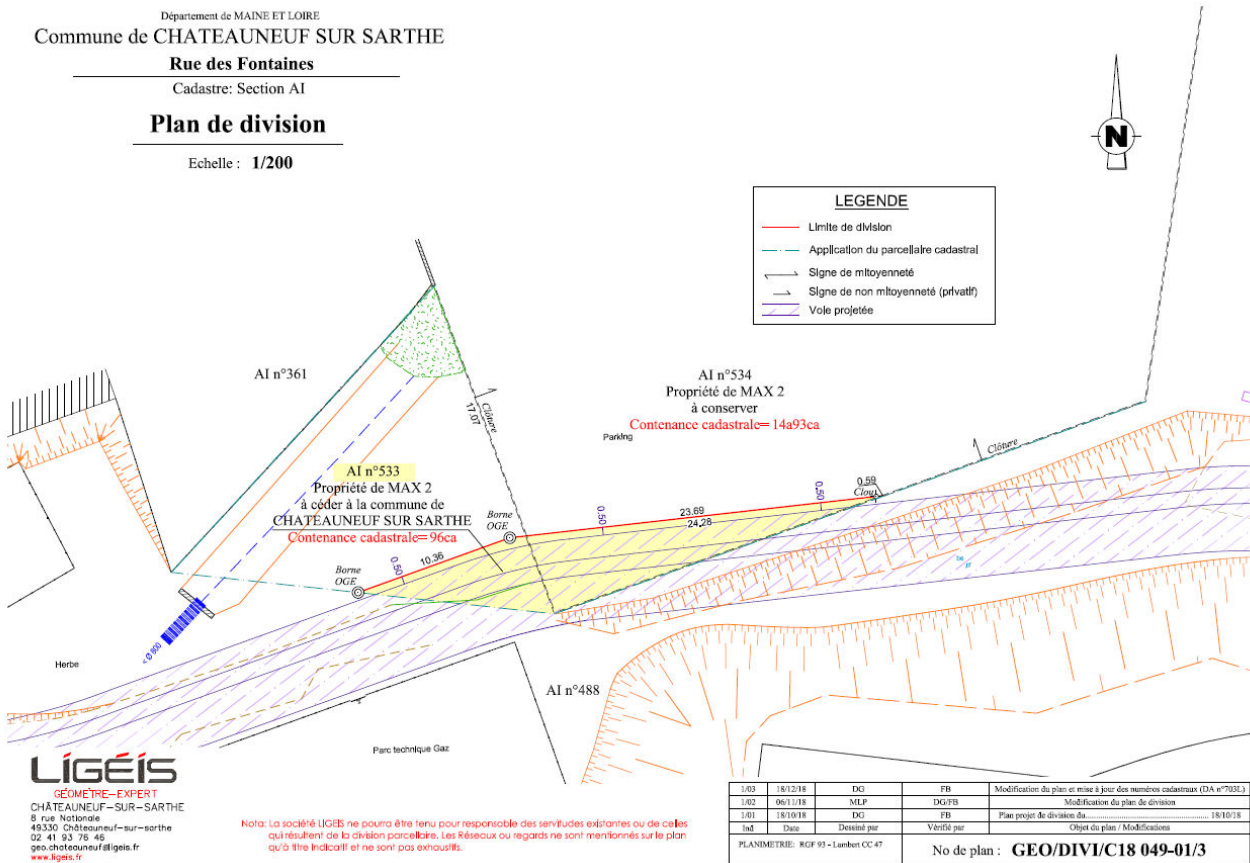 Département de MAINE ET LOIRE
Commune de CHATEAUNEUF SUR SARTHE
Rue des Fontaines
Cadastre: Section AI
Plan de division
Echelle : 1/200
N
LEGENDE
Limite de division
Application du parcellaire cadastral
Signe de mitoyenneté
Signe de non mitoyenneté (privatif)
Voie projetée
AI n°361
17.07
Clôture
AI n°534
Propriété de MAX 2
à conserver
Contenance cadastrale= 14a93ca
Parking
Clôture
AI n°533
Propriété de MAX 2
à céder à la commune de
CHATEAUNEUF SUR SARTHE
Contenance cadastrale= 96ca
Borne
OGE
0.50
23.69
24.28
0.50
0.59
Clou
Borne
OGE
0.50
10.36
Ø 800
Herbe
AI n°488
Parc technique Gaz
LIGÉIS
GÉOMÈTRE-EXPERT
CHÂTEAUNEUF-SUR-SARTHE
8 rue Nationale
49330 Châteauneuf-sur-sarthe
02 41 93 76 46
geo.chateauneuf@ligeis.fr
www.ligeis.fr
Nota: La société LIGEIS ne pourra être tenu pour responsable des servitudes existantes ou de celles
qui résultent de la division parcellaire. Les Réseaux ou regards ne sont mentionnés sur le plan
qu'à titre indicatif et ne sont pas exhaustifs.
1/03 18/12/18 DG FB Modification du plan et mise à jour des numéros cadastraux (DA n°703L)
1/02 06/11/18 MLP DG/FB Modification du plan de division
1/01 18/10/18 DG FB Plan projet de division du 18/10/18
Ind Date Dessiné par Vérifié par Objet du plan / Modifications
PLANIMETRIE: RGF 93 - Lambert CC 47
No de plan : GEO/DIVI/C18 049-01/3